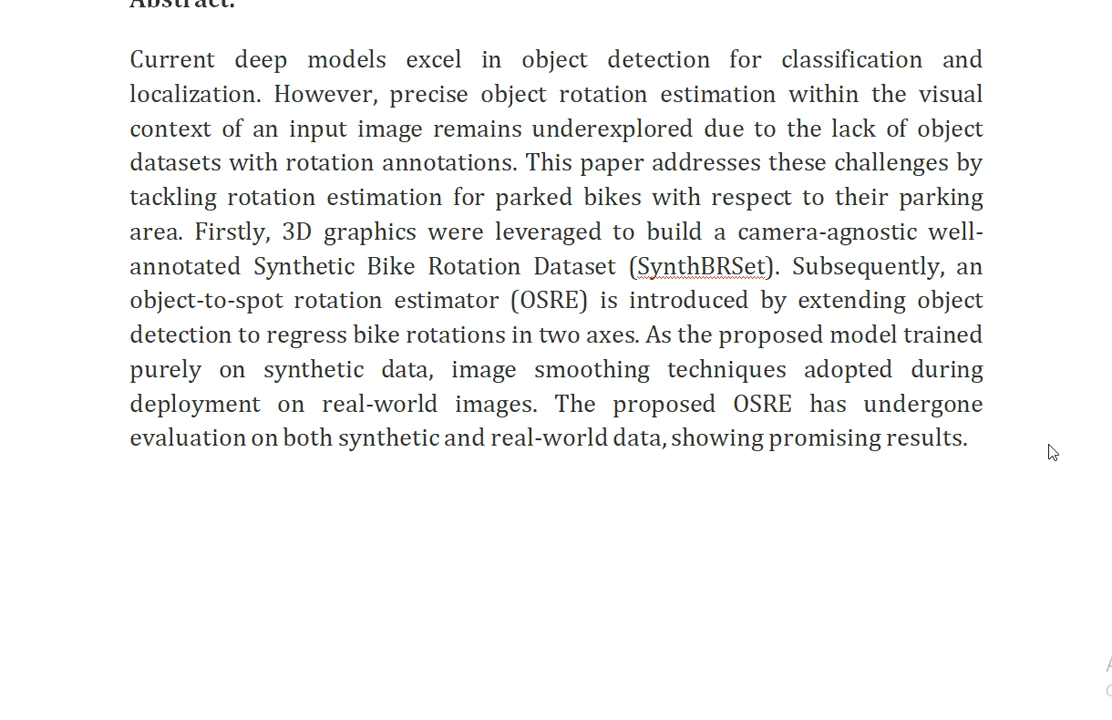 Abstract.
Current deep models excel in object detection for classification and
localization. However, precise object rotation estimation within the visual
context of an input image remains underexplored due to the lack of object
datasets with rotation annotations. This paper addresses these challenges by
tackling rotation estimation for parked bikes with respect to their parking
area. Firstly, 3D graphics were leveraged to build a camera-agnostic well-
annotated Synthetic Bike Rotation Dataset (SynthBRSet). Subsequently, an
object-to-spot rotation estimator (OSRE) is introduced by extending object
detection to regress bike rotations in two axes. As the proposed model trained
purely on synthetic data, image smoothing techniques adopted during
deployment on real-world images. The proposed OSRE has undergone
evaluation on both synthetic and real-world data, showing promising results.